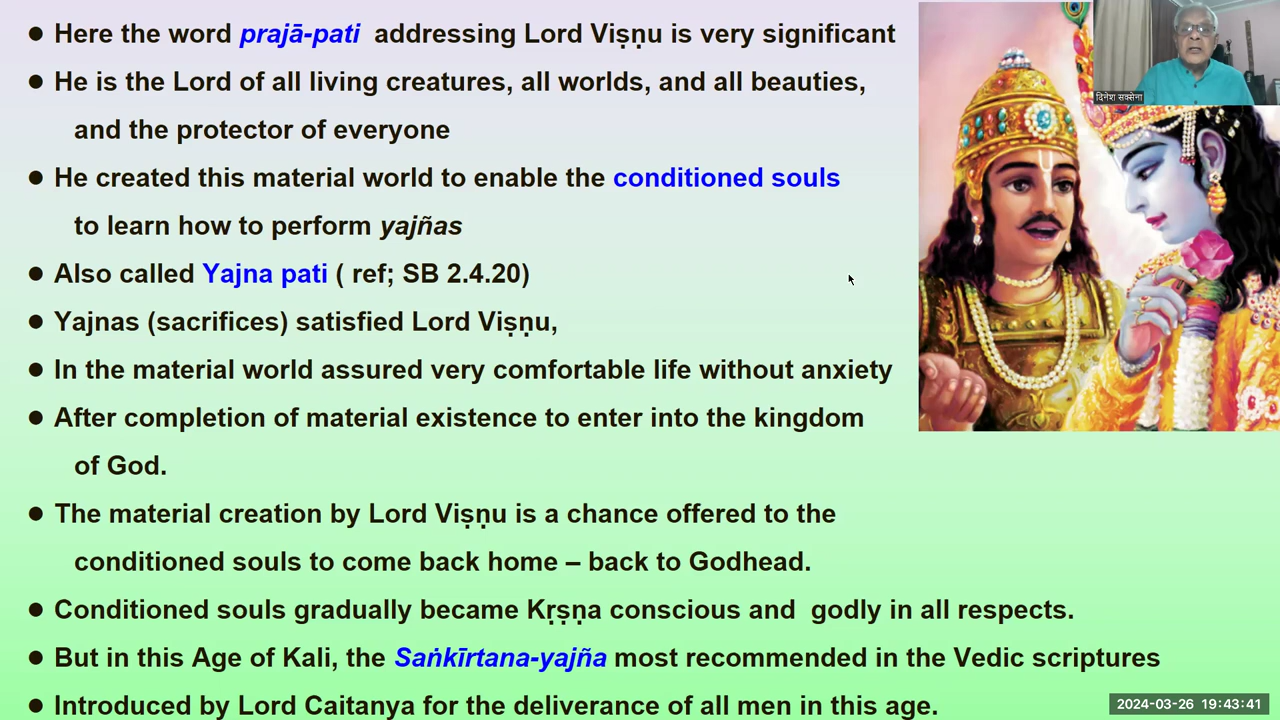 ● Here the word prajā-pati addressing Lord Viṣṇu is very significant
● He is the Lord of all living creatures, all worlds, and all beauties,
and the protector of everyone
● He created this material world to enable the conditioned souls
to learn how to perform yajñas
● Also called Yajna pati ( ref; SB 2.4.20)
● Yajnas (sacrifices) satisfied Lord Viṣṇu,
● In the material world assured very comfortable life without anxiety
● After completion of material existence to enter into the kingdom
of God.
● The material creation by Lord Viṣṇu is a chance offered to the
conditioned souls to come back home – back to Godhead.
● Conditioned souls gradually became Kṛṣṇa conscious and godly in all respects.
● But in this Age of Kali, the Saṅkīrtana-yajña most recommended in the Vedic scriptures
● Introduced by Lord Caitanya for the deliverance of all men in this age.
दिनेश सक्सेना
2024-03-26 19:43:41